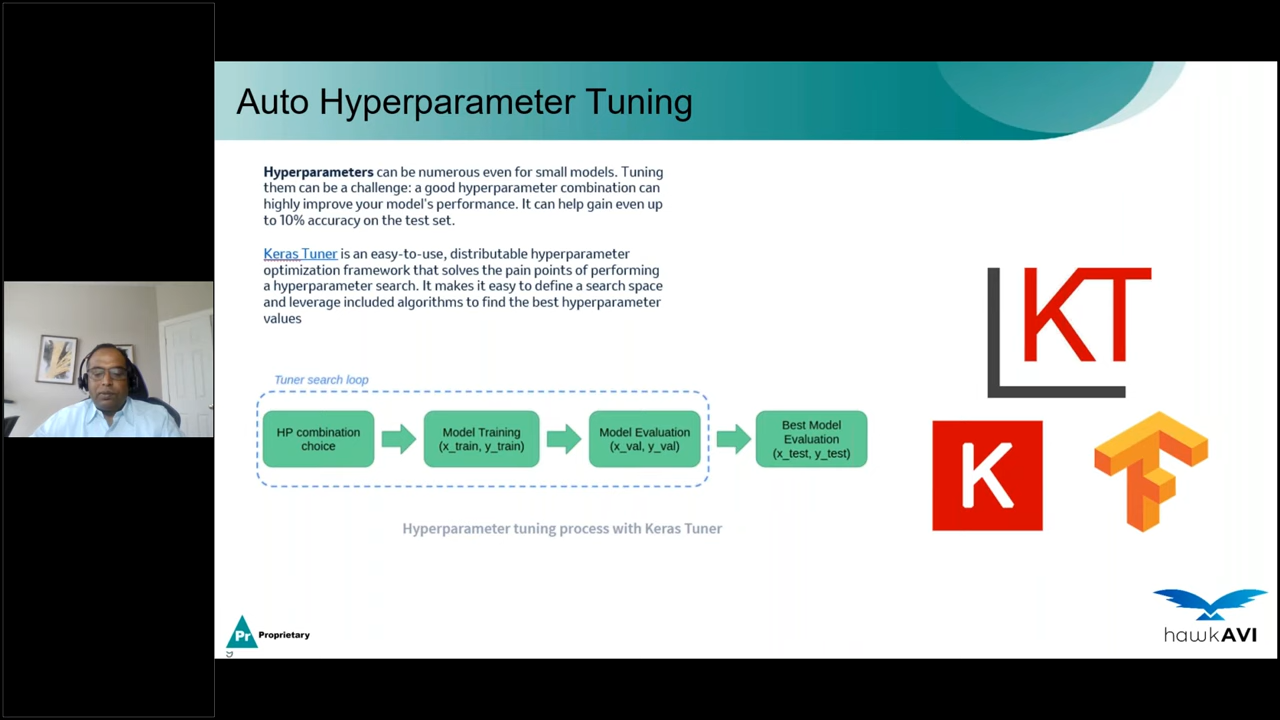 Auto Hyperparameter Tuning
Hyperparameters can be numerous even for small models. Tuning
them can be a challenge: a good hyperparameter combination can
highly improve your model's performance. It can help gain even up
to 10% accuracy on the test set.
Keras Tuner is an easy-to-use, distributable hyperparameter
optimization framework that solves the pain points of performing
a hyperparameter search. It makes it easy to define a search space
and leverage included algorithms to find the best hyperparameter
values
Tuner search loop
HP combination
choice
Model Training
(x_train, y_train)
Model Evaluation
(x_val, y_val)
Best Model
Evaluation
(x_test, y_test)
Hyperparameter tuning process with Keras Tuner
KT
K
TF
Pr Proprietary
9
hawkAVI